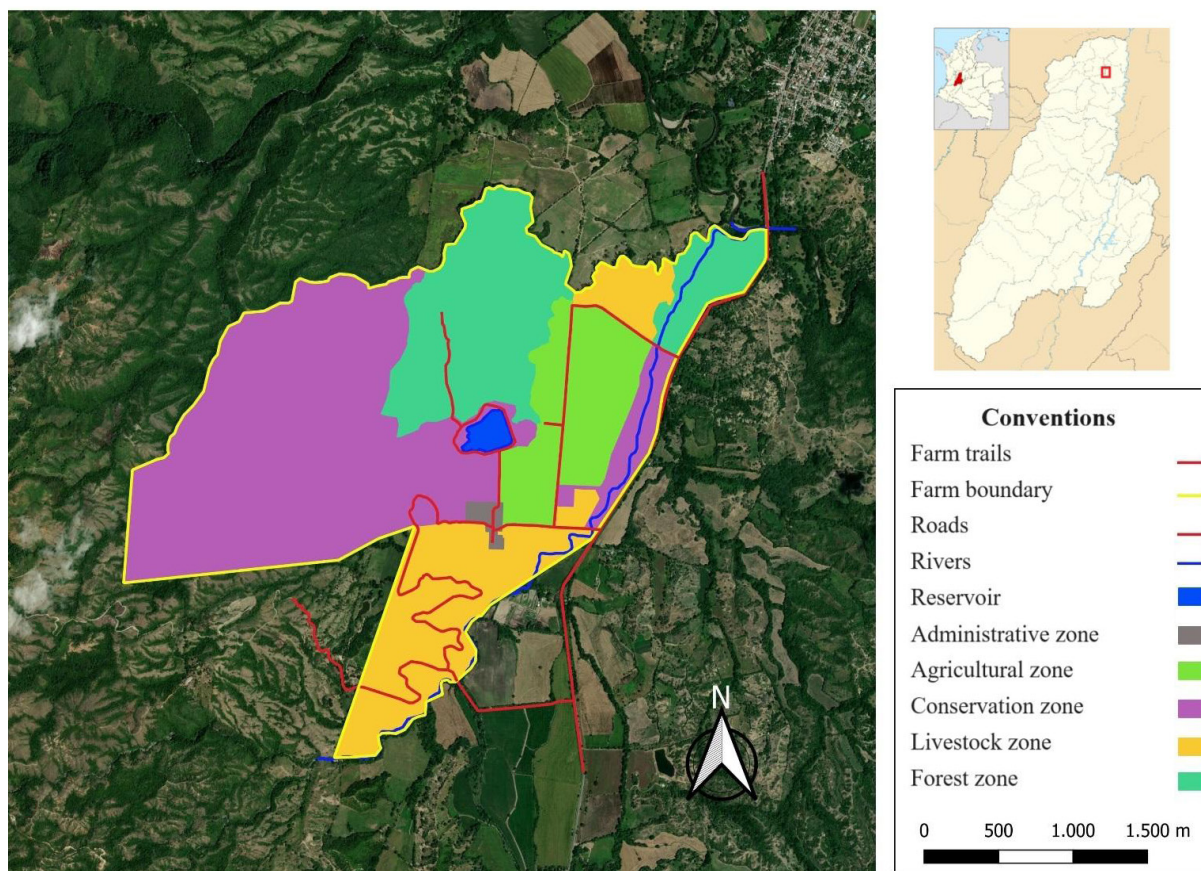 N
Conventions
Farm trails
Farm boundary
Roads
Rivers
Reservoir
Administrative zone
Agricultural zone
Conservation zone
Livestock zone
Forest zone
0 500 1.000 1.500 m